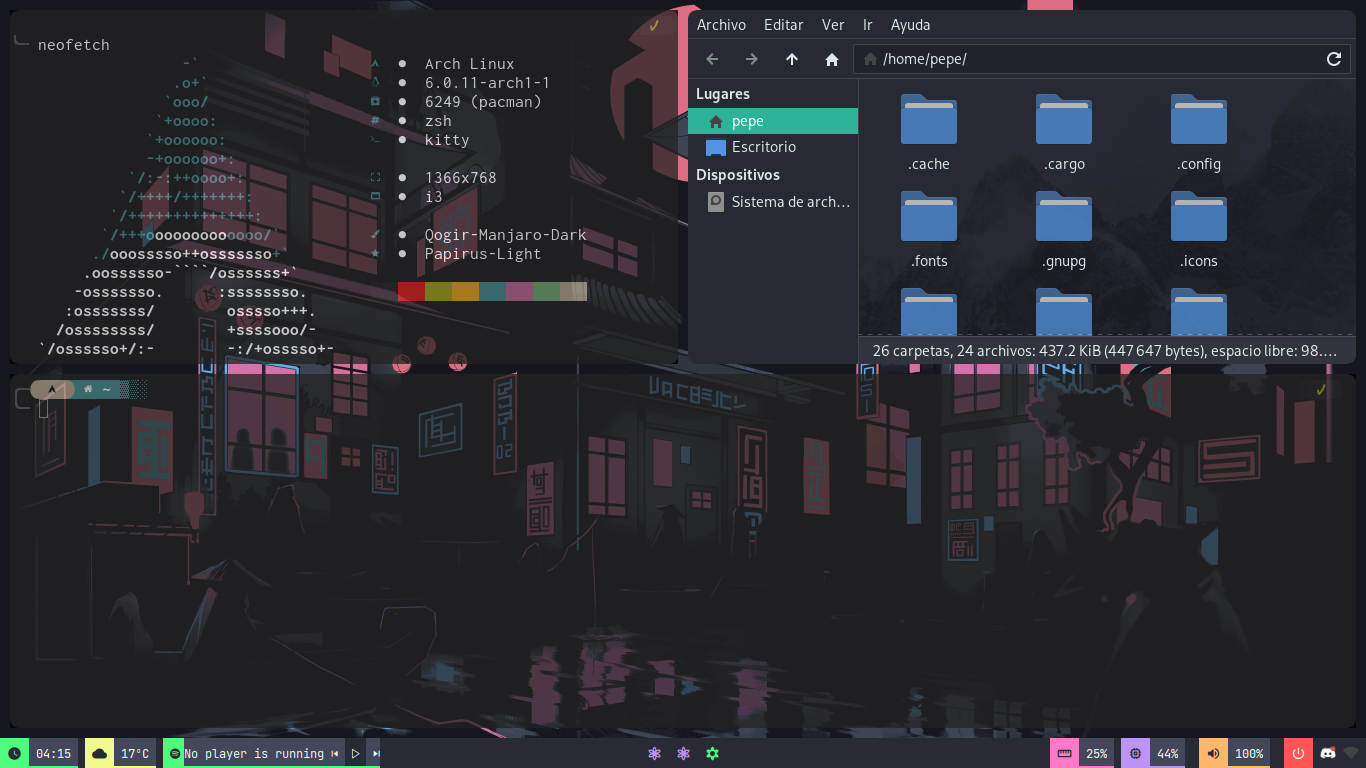 neofetch
Arch Linux
6.0.11-arch1-1
6249 (pacman)
zsh
kitty
1366x768
i3
Qogir-Manjaro-Dark
Papirus-Light
-`
.o+`
`ooo/
`+oooo:
`+oooooo:
-+oooooo+:
`/:-:++oooo+:
`/++++/+++++++:
`/++++++++++++++:
`/+++ooooooooooooo/`
./ooosssso++osssssso+`
.oossssso-````/ossssss+`
-osssssso. :ssssssso.
:osssssss/ osssso+++.
/ossssssss/ +ssssooo/-
`/ossssso+/:- -:/+osssso+-
~
Archivo Editar Ver Ir Ayuda
/home/pepe/
Lugares
pepe
Escritorio
Dispositivos
Sistema de arch…
.cache .cargo .config
.fonts .gnupg .icons
26 carpetas, 24 archivos: 437.2 KiB (447 647 bytes), espacio libre: 98.…
04:15 17°C No player is running 25% 44% 100%